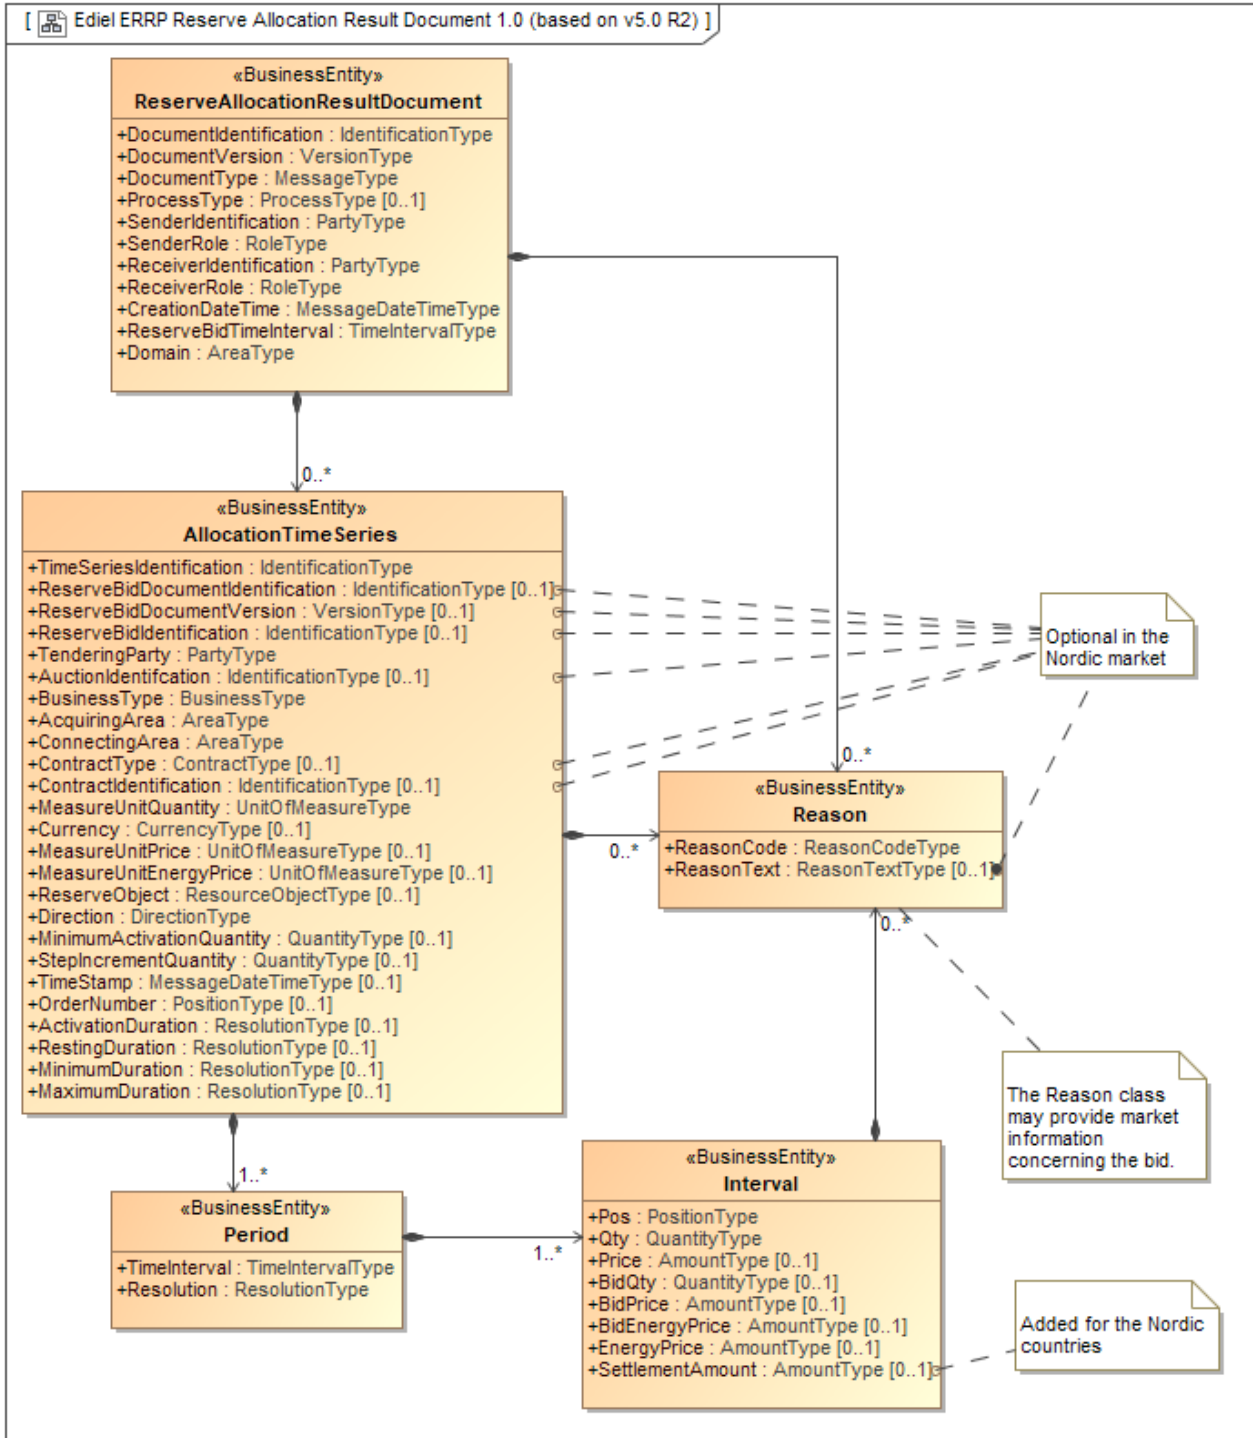 [ Ediel ERRP Reserve Allocation Result Document 1.0 (based on v5.0 R2) ]
«BusinessEntity»
ReserveAllocationResultDocument
+DocumentIdentification : IdentificationType
+DocumentVersion : VersionType
+DocumentType : MessageType
+ProcessType : ProcessType [0..1]
+SenderIdentification : PartyType
+SenderRole : RoleType
+ReceiverIdentification : PartyType
+ReceiverRole : RoleType
+CreationDateTime : MessageDateTimeType
+ReserveBidTimeInterval : TimeIntervalType
+Domain : AreaType
0..*
«BusinessEntity»
AllocationTimeSeries
+TimeSeriesIdentification : IdentificationType
+ReserveBidDocumentIdentification : IdentificationType [0..1]
+ReserveBidDocumentVersion : VersionType [0..1]
+ReserveBidIdentification : IdentificationType [0..1]
+TenderingParty : PartyType
+AuctionIdentifcation : IdentificationType [0..1]
+BusinessType : BusinessType
+AcquiringArea : AreaType
+ConnectingArea : AreaType
+ContractType : ContractType [0..1]
+ContractIdentification : IdentificationType [0..1]
+MeasureUnitQuantity : UnitOfMeasureType
+Currency : CurrencyType [0..1]
+MeasureUnitPrice : UnitOfMeasureType [0..1]
+MeasureUnitEnergyPrice : UnitOfMeasureType [0..1]
+ReserveObject : ResourceObjectType [0..1]
+Direction : DirectionType
+MinimumActivationQuantity : QuantityType [0..1]
+StepIncrementQuantity : QuantityType [0..1]
+TimeStamp : MessageDateTimeType [0..1]
+OrderNumber : PositionType [0..1]
+ActivationDuration : ResolutionType [0..1]
+RestingDuration : ResolutionType [0..1]
+MinimumDuration : ResolutionType [0..1]
+MaximumDuration : ResolutionType [0..1]
Optional in the
Nordic market
0..*
0..*
«BusinessEntity»
Reason
+ReasonCode : ReasonCodeType
+ReasonText : ReasonTextType [0..1]
0..*
The Reason class
may provide market
information
concerning the bid.
1..*
«BusinessEntity»
Period
+TimeInterval : TimeIntervalType
+Resolution : ResolutionType
1..*
«BusinessEntity»
Interval
+Pos : PositionType
+Qty : QuantityType
+Price : AmountType [0..1]
+BidQty : QuantityType [0..1]
+BidPrice : AmountType [0..1]
+BidEnergyPrice : AmountType [0..1]
+EnergyPrice : AmountType [0..1]
+SettlementAmount : AmountType [0..1]
Added for the Nordic
countries